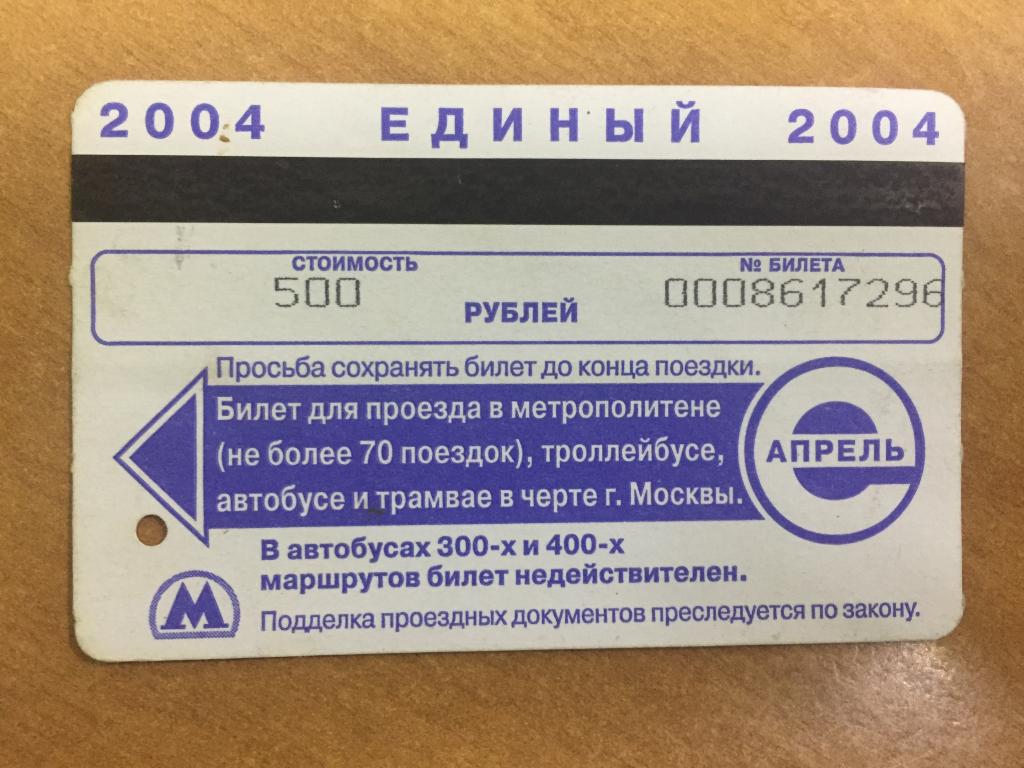 2004 ЕДИНЫЙ 2004
СТОИМОСТЬ № БИЛЕТА
500 РУБЛЕЙ 0008617296
Просьба сохранять билет до конца поездки.
Билет для проезда в метрополитене
(не более 70 поездок), троллейбусе,
автобусе и трамвае в черте г. Москвы.
АПРЕЛЬ
В автобусах 300-х и 400-х
маршрутов билет недействителен.
М
Подделка проездных документов преследуется по закону.